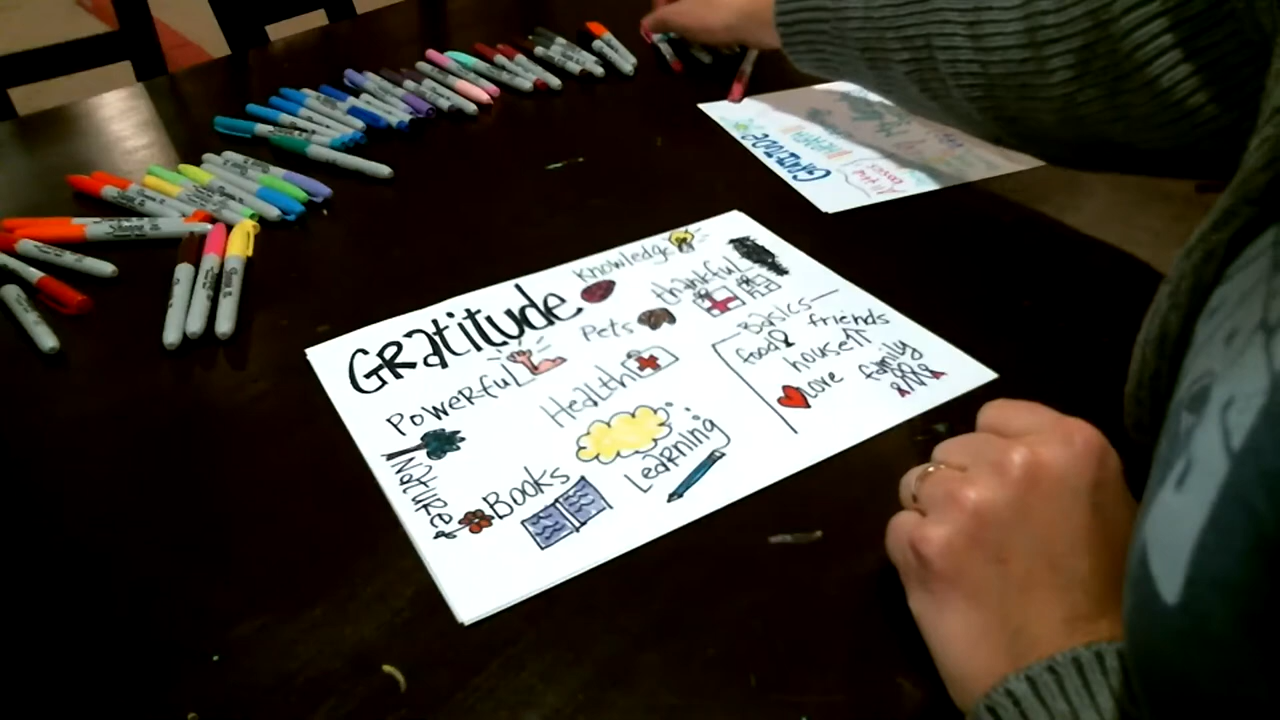 Gratitude
Knowledge
thankful
Pets
Powerful
Health
Basics
food
friends
house
love
family
Nature
Books
Learning
GRATITUDE
Sharpie